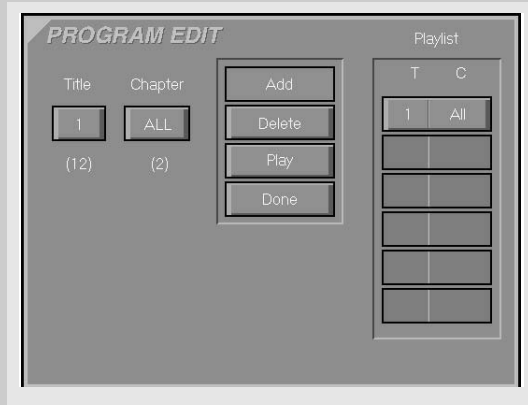 PROGRAM EDIT
Playlist
Title Chapter
1 ALL
(12) (2)
Add
Delete
Play
Done
T C
1 All